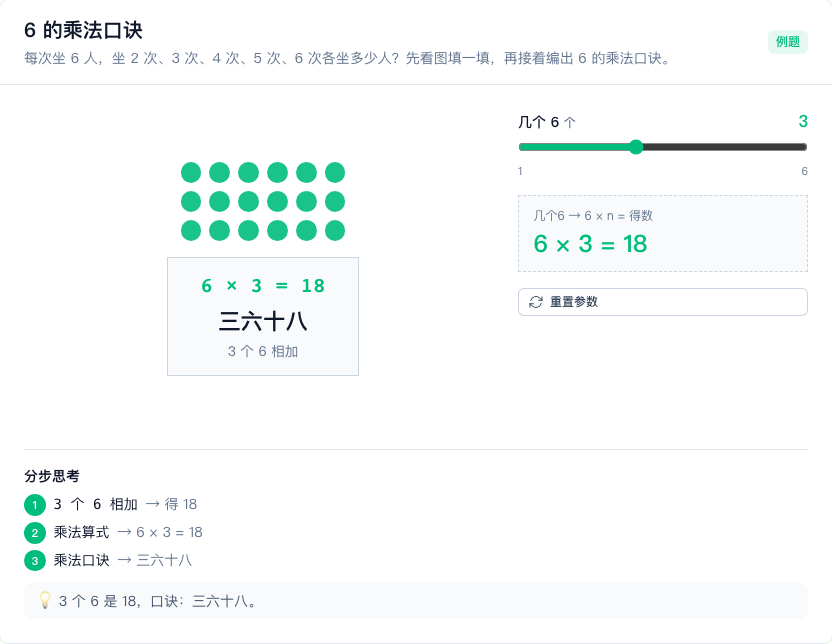 6 的乘法口诀
每次坐 6 人，坐 2 次、3 次、4 次、5 次、6 次各坐多少人？先看图填一填，再接着编出 6 的乘法口诀。
例题
几个 6 个
3
1
6
几个6 → 6 × n = 得数
6 × 3 = 18
重置参数
6 × 3 = 18
三六十八
3 个 6 相加
分步思考
1 3 个 6 相加 → 得 18
2 乘法算式 → 6 × 3 = 18
3 乘法口诀 → 三六十八
💡 3 个 6 是 18，口诀：三六十八。